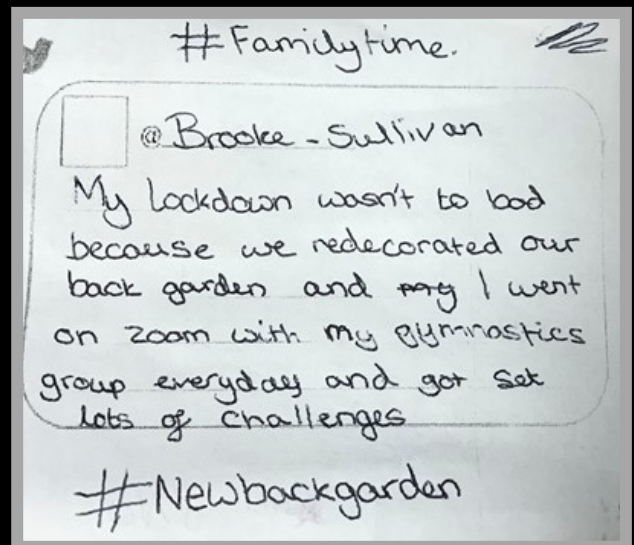 #Familytime.
@Brooke-Sullivan
My lockdown wasn't to bad
because we redecorated our
back garden and my I went
on zoom with my gymnastics
group everyday and got set
lots of challenges
#Newbackgarden